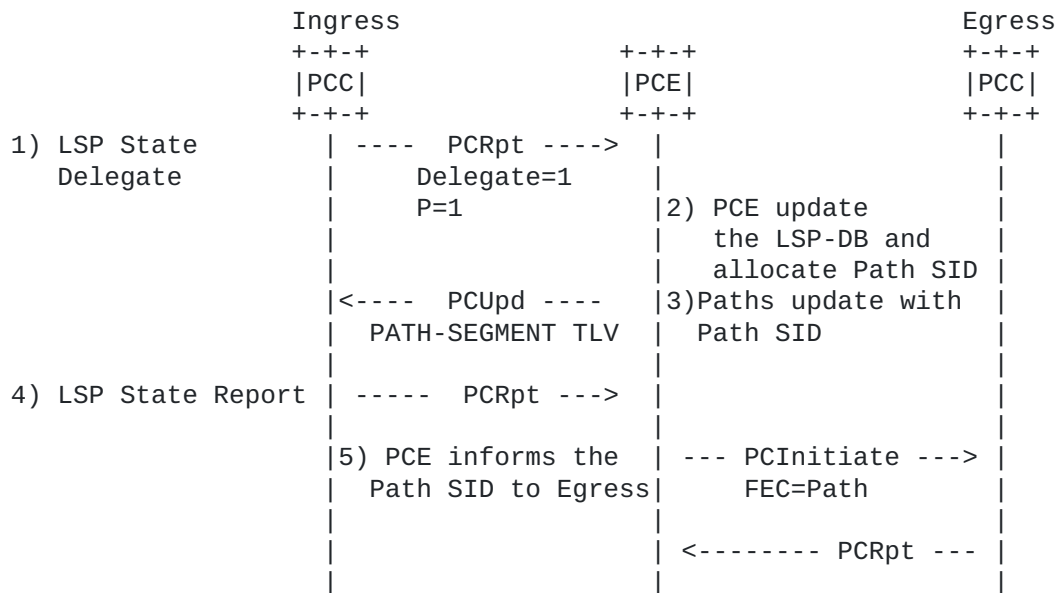 Ingress                                    Egress
                  +-+-+                +-+-+                 +-+-+
                  |PCC|                |PCE|                 |PCC|
                  +-+-+                +-+-+                 +-+-+
1) LSP State        | ----  PCRpt ---->  |                     |
   Delegate         |     Delegate=1     |                     |
                    |     P=1            |2) PCE update        |
                    |                    |   the LSP-DB and    |
                    |                    |   allocate Path SID |
                    |<----  PCUpd ----   |3)Paths update with  |
                    |  PATH-SEGMENT TLV  |  Path SID           |
                    |                    |                     |
4) LSP State Report | -----  PCRpt --->  |                     |
                    |                    |                     |
                    |5) PCE informs the  | --- PCInitiate ---> |
                    |  Path SID to Egress|     FEC=Path        |
                    |                    |                     |
                    |                    | <-------- PCRpt --- |
                    |                    |                     |